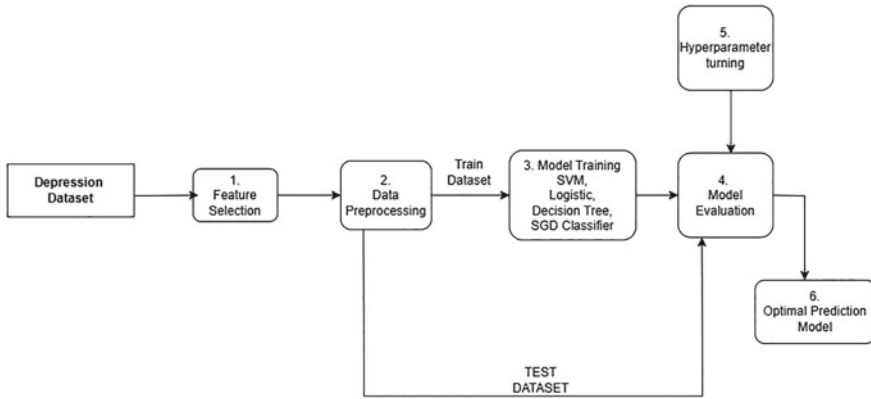 5.
Hyperparameter
turning
Depression
Dataset
1.
Feature
Selection
2.
Data
Preprocessing
Train
Dataset
3. Model Training
SVM,
Logistic,
Decision Tree,
SGD Classifier
4.
Model
Evaluation
6.
Optimal Prediction
Model
TEST
DATASET